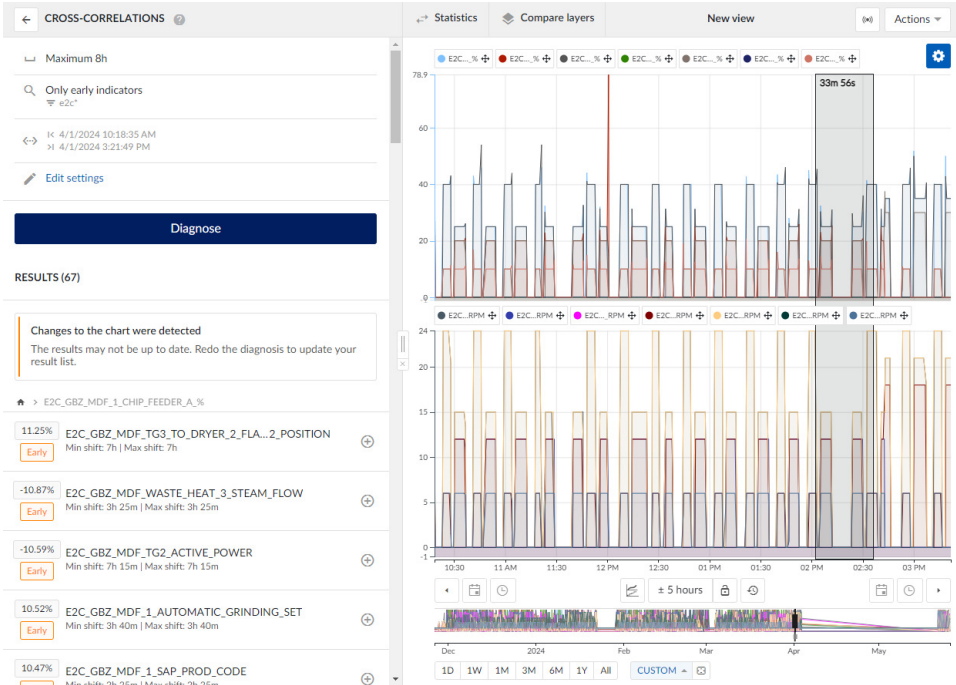 CROSS-CORRELATIONS ?
Maximum 8h
Only early indicators
e2c*
4/1/2024 10:18:35 AM
4/1/2024 3:21:49 PM
Edit settings
Diagnose
RESULTS (67)
Changes to the chart were detected
The results may not be up to date. Redo the diagnosis to update your
result list.
> E2C_GBZ_MDF_1_CHIP_FEEDER_A_%
11.25% E2C_GBZ_MDF_TG3_TO_DRYER_2_FLA...2_POSITION
Early Min shift: 7h | Max shift: 7h
-10.87% E2C_GBZ_MDF_WASTE_HEAT_3_STEAM_FLOW
Early Min shift: 3h 25m | Max shift: 3h 25m
-10.59% E2C_GBZ_MDF_TG2_ACTIVE_POWER
Early Min shift: 7h 15m | Max shift: 7h 15m
10.52% E2C_GBZ_MDF_1_AUTOMATIC_GRINDING_SET
Early Min shift: 3h 40m | Max shift: 3h 40m
10.47% E2C_GBZ_MDF_1_SAP_PROD_CODE
Statistics Compare layers New view Actions
E2C..._% E2C..._% E2C..._% E2C..._% E2C..._% E2C..._% E2C..._%
78.9
60
40
20
0
33m 56s
E2C...RPM E2C...RPM E2C..._RPM E2C...RPM E2C...RPM E2C...RPM E2C...RPM
24
20
15
10
5
0
-1
10:30 11 AM 11:30 12 PM 12:30 01 PM 01:30 02 PM 02:30 03 PM
± 5 hours
Dec 2024 Feb Mar Apr May
1D 1W 1M 3M 6M 1Y All CUSTOM